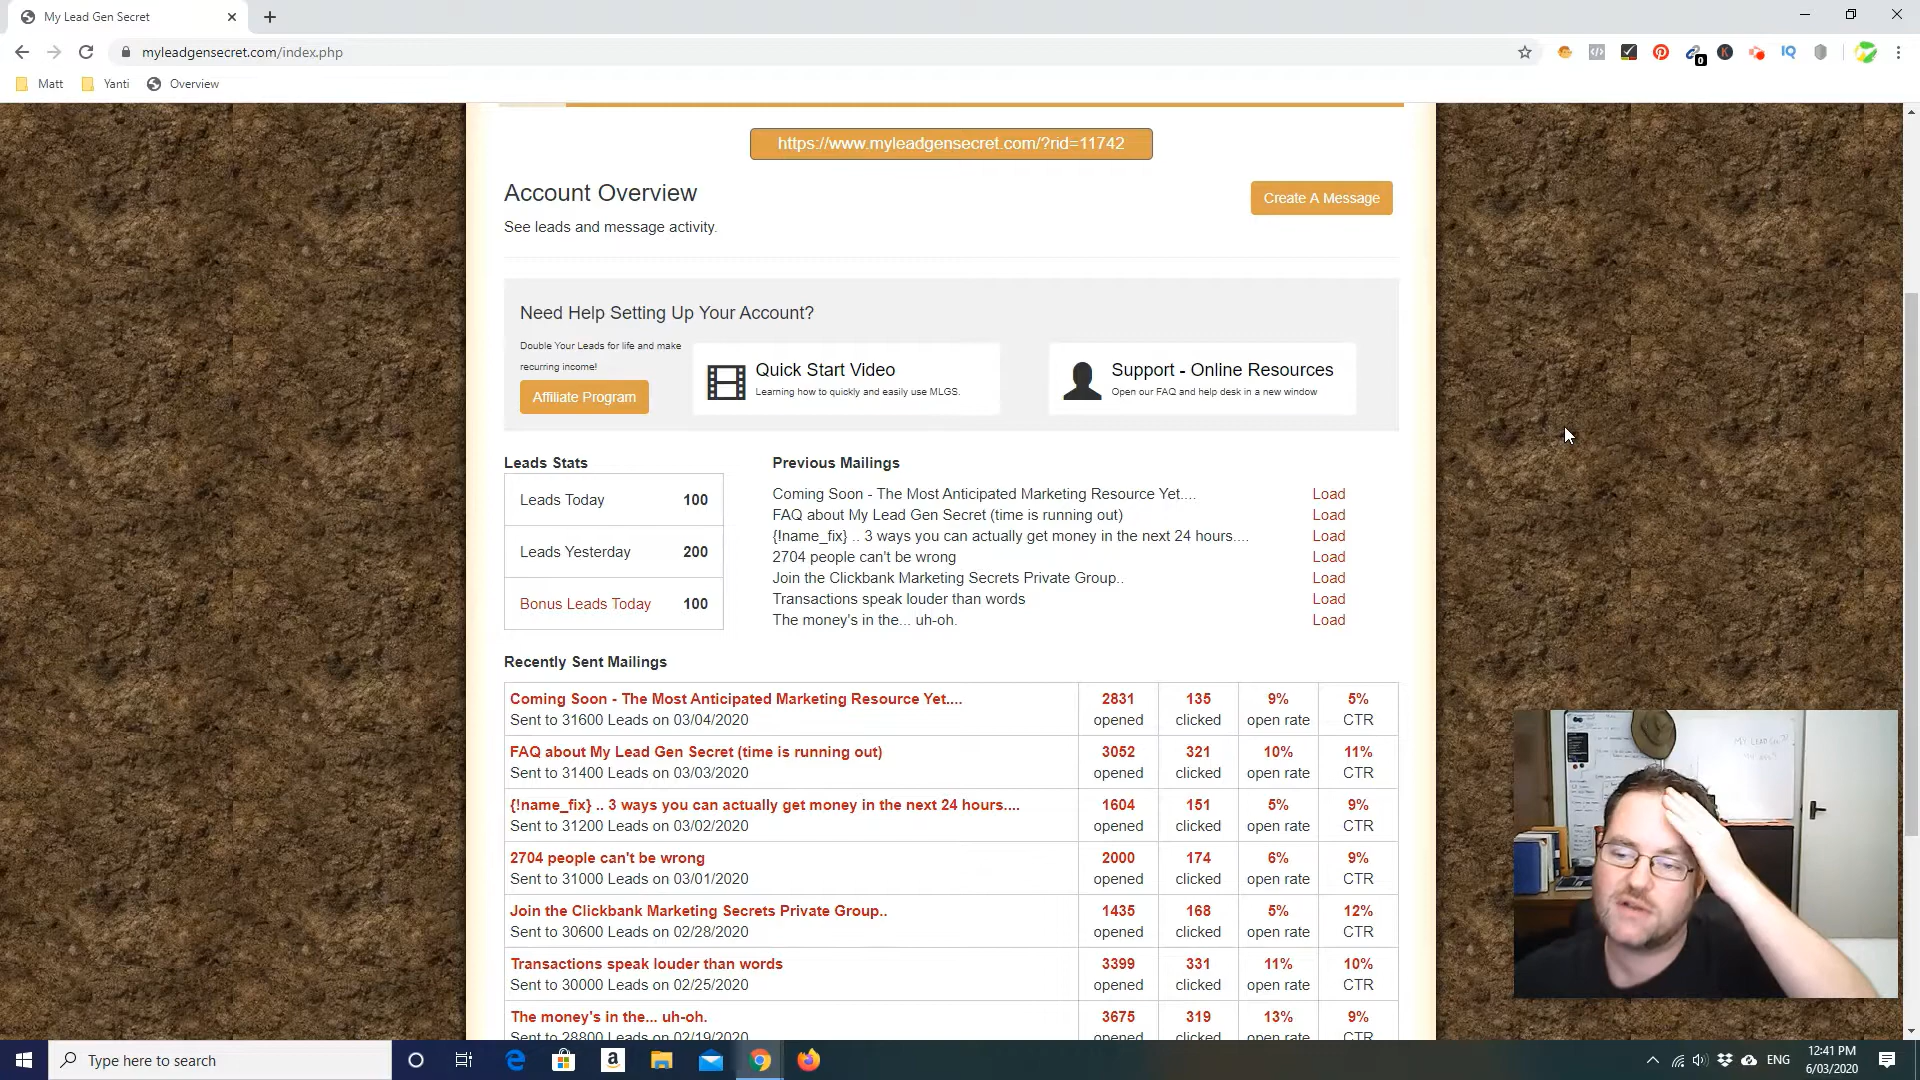 My Lead Gen Secret
myleadgensecret.com/index.php
0
K
IQ
Matt
Yanti
Overview
https://www.myleadgensecret.com/?rid=11742
Account Overview
Create A Message
See leads and message activity.
Need Help Setting Up Your Account?
Double Your Leads for life and make
recurring income!
Affiliate Program
Quick Start Video
Learning how to quickly and easily use MLGS.
Support - Online Resources
Open our FAQ and help desk in a new window
Leads Stats
Leads Today 100
Leads Yesterday 200
Bonus Leads Today 100
Previous Mailings
Coming Soon - The Most Anticipated Marketing Resource Yet.... Load
FAQ about My Lead Gen Secret (time is running out) Load
{!name_fix} .. 3 ways you can actually get money in the next 24 hours.... Load
2704 people can't be wrong Load
Join the Clickbank Marketing Secrets Private Group.. Load
Transactions speak louder than words Load
The money's in the... uh-oh. Load
Recently Sent Mailings
Coming Soon - The Most Anticipated Marketing Resource Yet.... 2831 135 9% 5%
Sent to 31600 Leads on 03/04/2020 opened clicked open rate CTR
FAQ about My Lead Gen Secret (time is running out) 3052 321 10% 11%
Sent to 31400 Leads on 03/03/2020 opened clicked open rate CTR
{!name_fix} .. 3 ways you can actually get money in the next 24 hours.... 1604 151 5% 9%
Sent to 31200 Leads on 03/02/2020 opened clicked open rate CTR
2704 people can't be wrong 2000 174 6% 9%
Sent to 31000 Leads on 03/01/2020 opened clicked open rate CTR
Join the Clickbank Marketing Secrets Private Group.. 1435 168 5% 12%
Sent to 30600 Leads on 02/28/2020 opened clicked open rate CTR
Transactions speak louder than words 3399 331 11% 10%
Sent to 30000 Leads on 02/25/2020 opened clicked open rate CTR
The money's in the... uh-oh. 3675 319 13% 9%
Sent to 28800 Leads on 02/19/2020 opened clicked open rate CTR
Type here to search
ENG
12:41 PM
6/03/2020